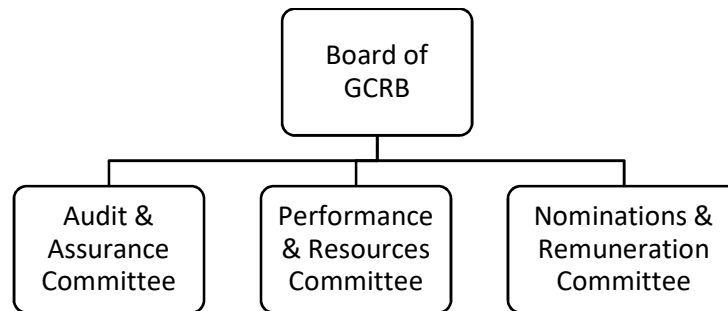 Board of
GCRB
Audit &
Assurance
Committee
Performance
& Resources
Committee
Nominations &
Remuneration
Committee